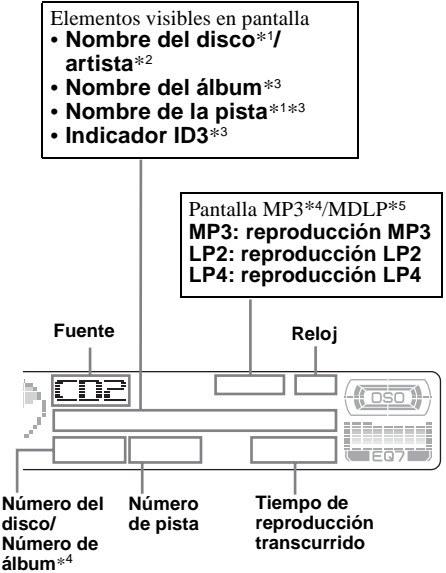 Elementos visibles en pantalla
• Nombre del disco*1/
artista*2
• Nombre del álbum*3
• Nombre de la pista*1*3
• Indicador ID3*3
Pantalla MP3*4/MDLP*5
MP3: reproducción MP3
LP2: reproducción LP2
LP4: reproducción LP4
Fuente
Reloj
CD2
DSO
EQ7
Número del
disco/
Número de
álbum*4
Número
de pista
Tiempo de
reproducción
transcurrido